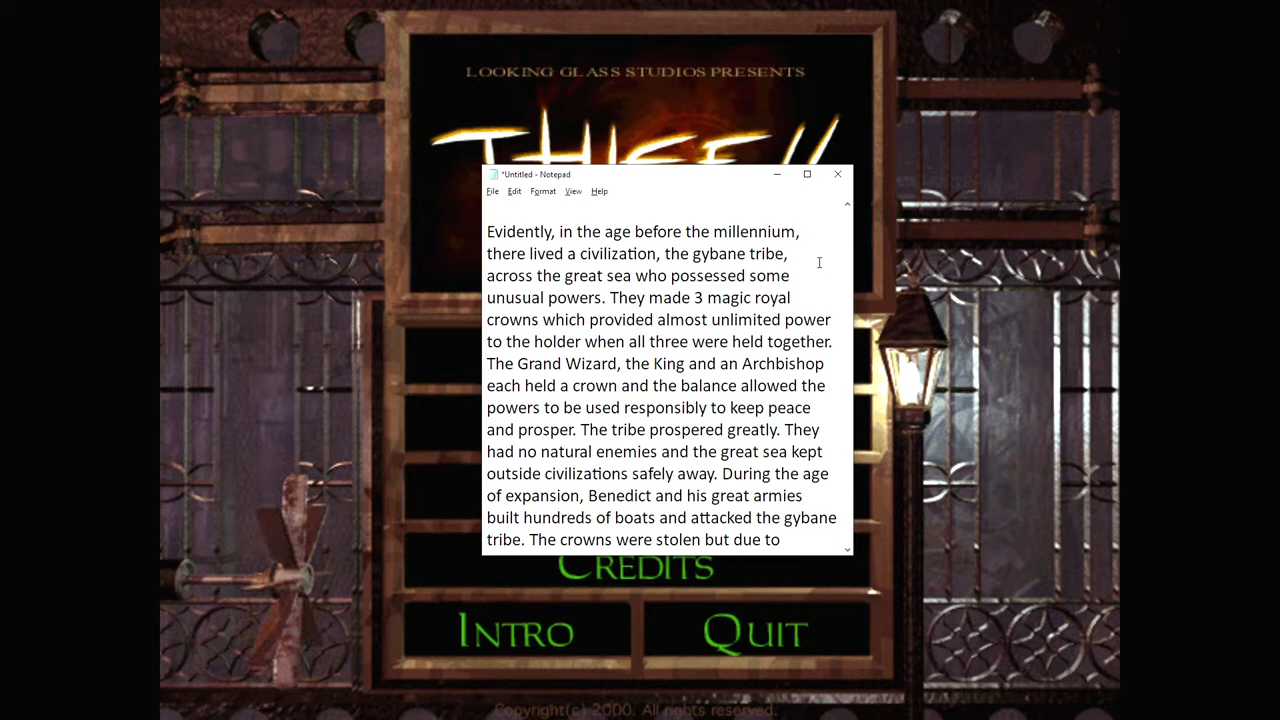 LOOKING GLASS STUDIOS PRESENTS
THIEF II
*Untitled - Notepad
File Edit Format View Help
Evidently, in the age before the millennium,
there lived a civilization, the gybane tribe,
across the great sea who possessed some
unusual powers. They made 3 magic royal
crowns which provided almost unlimited power
to the holder when all three were held together.
The Grand Wizard, the King and an Archbishop
each held a crown and the balance allowed the
powers to be used responsibly to keep peace
and prosper. The tribe prospered greatly. They
had no natural enemies and the great sea kept
outside civilizations safely away. During the age
of expansion, Benedict and his great armies
built hundreds of boats and attacked the gybane
tribe. The crowns were stolen but due to
CREDITS
INTRO QUIT
Copyright(c) 2000. All rights reserved.